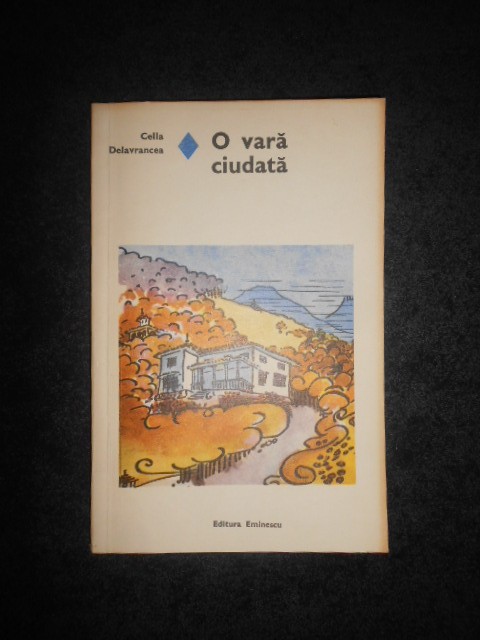 Cella
Delavrancea
O vară
ciudată
Editura Eminescu